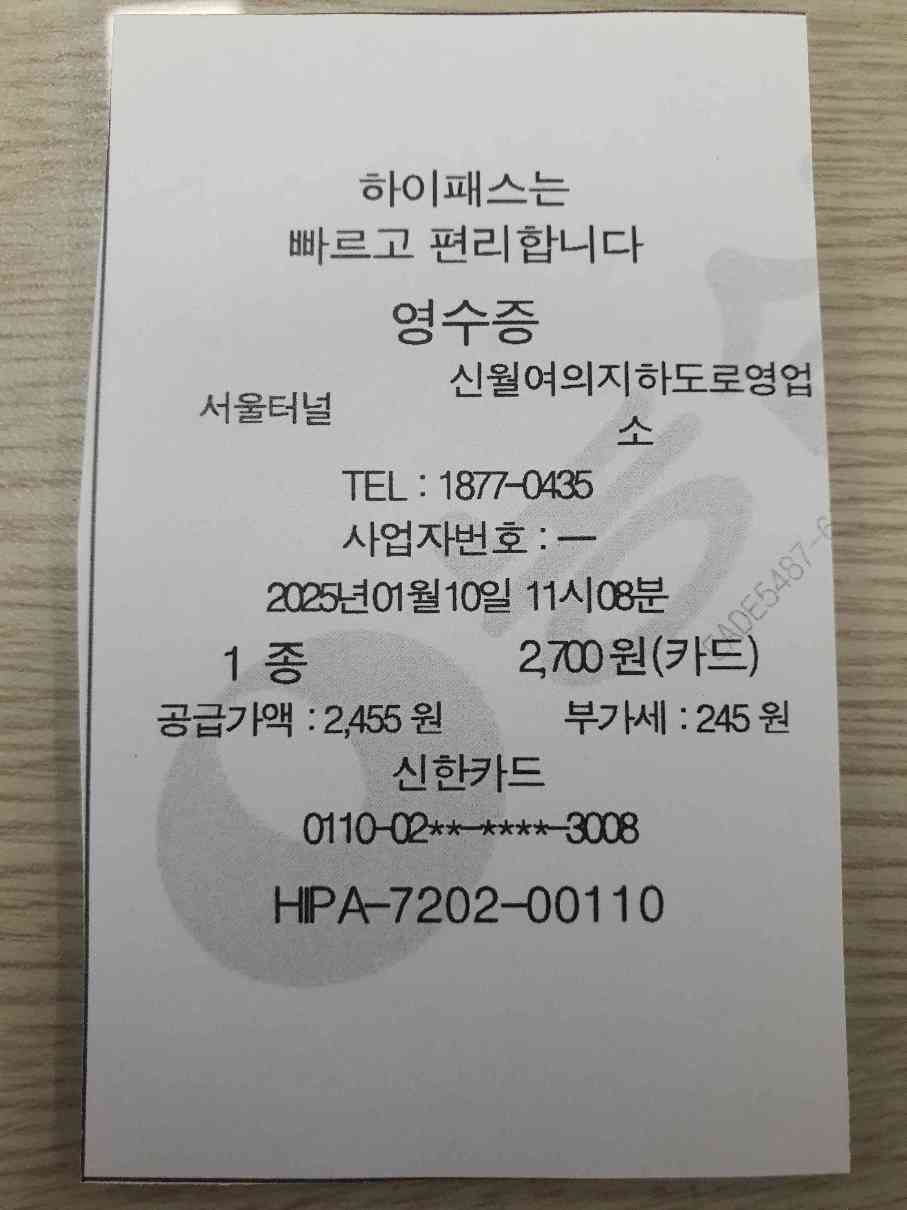 하이패스는
빠르고 편리합니다
영수증
서울터널
신월여의지하도로영업
소
TEL : 1877-0435
사업자번호 : —
2025년01월10일 11시08분
1 종 2,700원(카드)
공급가액 : 2,455 원 부가세 : 245 원
신한카드
0110-02**-****-3008
HIPA-7202-00110